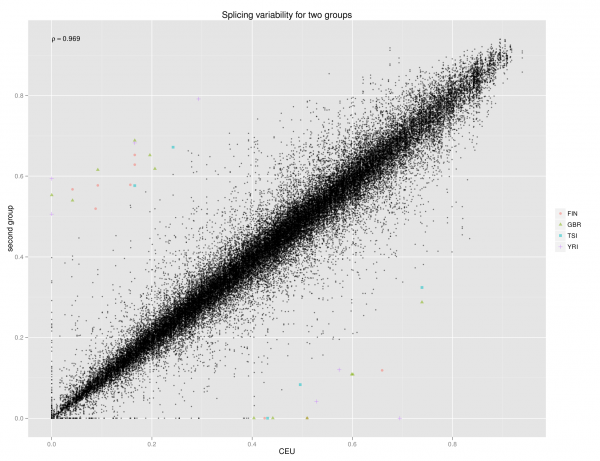 Splicing variability for two groups
ρ = 0.969
0.8
0.6
0.4
0.2
0.0
second group
0.0 0.2 0.4 0.6 0.8
CEU
FIN
GBR
TSI
YRI